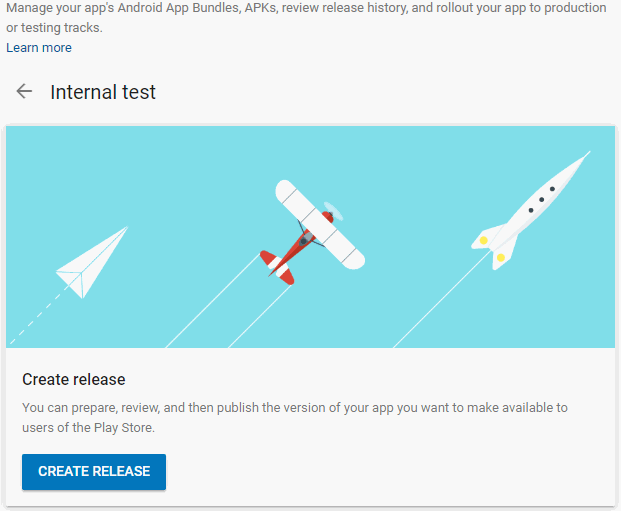 Manage your app's Android App Bundles, APKs, review release history, and rollout your app to production
or testing tracks.
Learn more
Internal test
Create release
You can prepare, review, and then publish the version of your app you want to make available to
users of the Play Store.
CREATE RELEASE